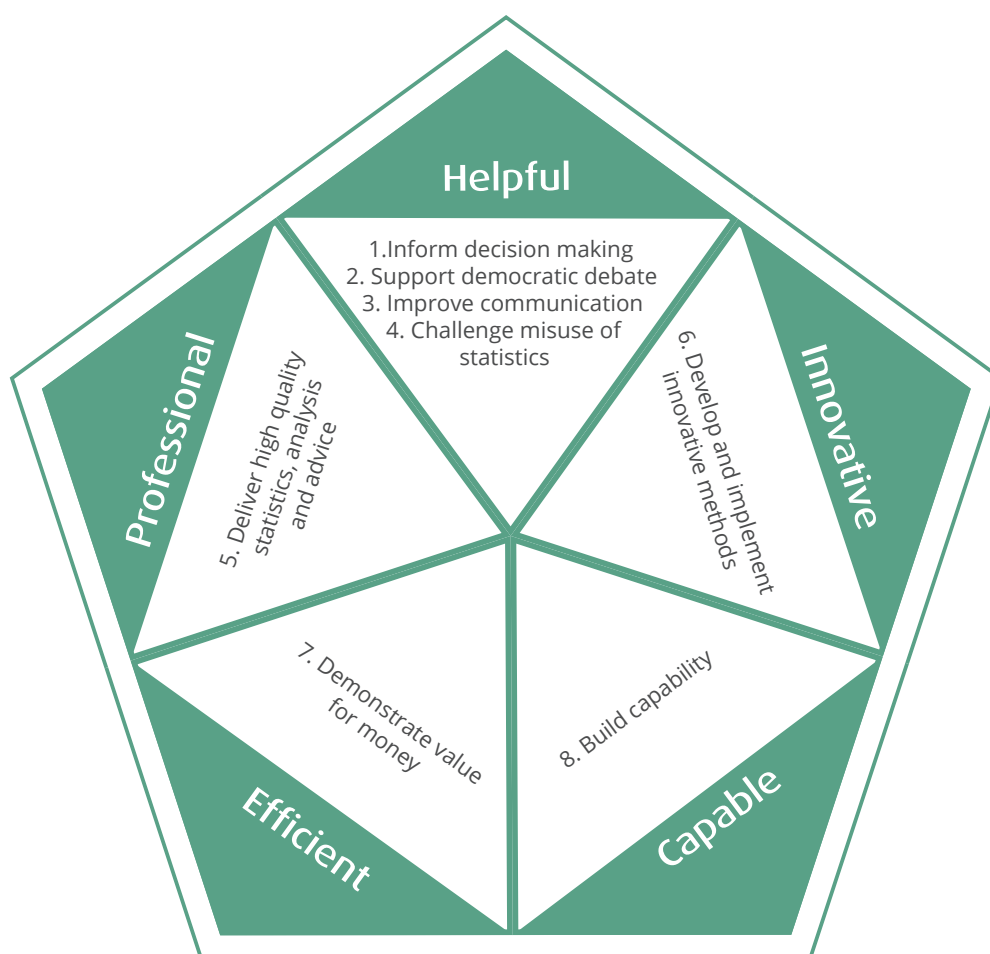 Helpful
1.Inform decision making
2. Support democratic debate
3. Improve communication
4. Challenge misuse of
statistics
Professional
5. Deliver high quality
statistics, analysis
and advice
Innovative
6. Develop and implement
innovative methods
Efficient
7. Demonstrate value
for money
Capable
8. Build capability